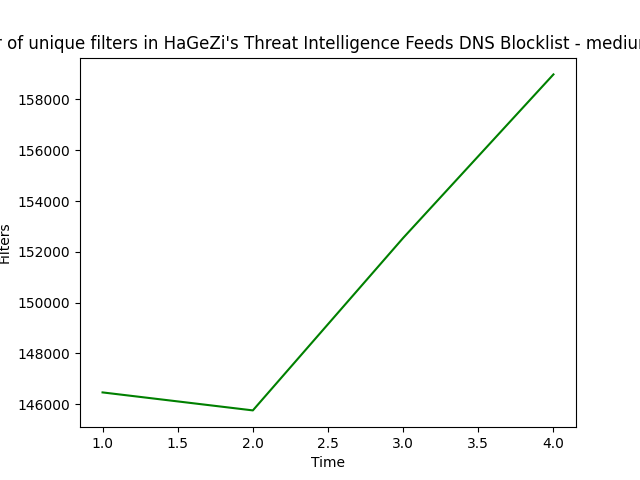 r of unique filters in HaGeZi's Threat Intelligence Feeds DNS Blocklist - mediu
158000
156000
154000
152000
150000
148000
146000
Filters
1.0 1.5 2.0 2.5 3.0 3.5 4.0
Time